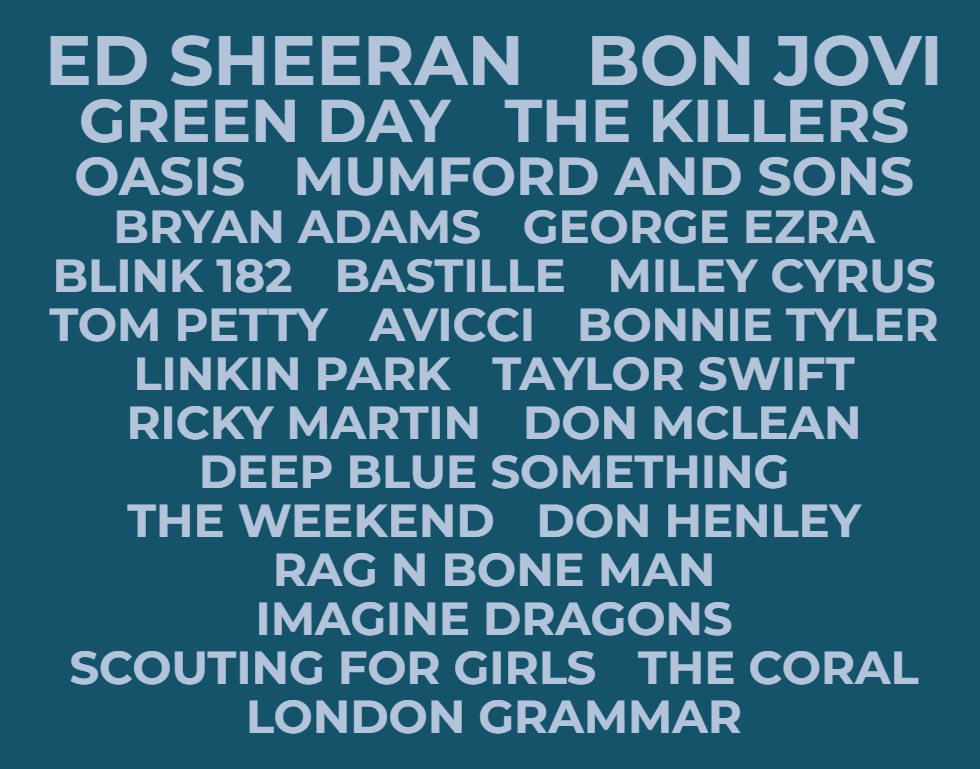 ED SHEERAN BON JOVI
GREEN DAY THE KILLERS
OASIS MUMFORD AND SONS
BRYAN ADAMS GEORGE EZRA
BLINK 182 BASTILLE MILEY CYRUS
TOM PETTY AVICCI BONNIE TYLER
LINKIN PARK TAYLOR SWIFT
RICKY MARTIN DON MCLEAN
DEEP BLUE SOMETHING
THE WEEKEND DON HENLEY
RAG N BONE MAN
IMAGINE DRAGONS
SCOUTING FOR GIRLS THE CORAL
LONDON GRAMMAR